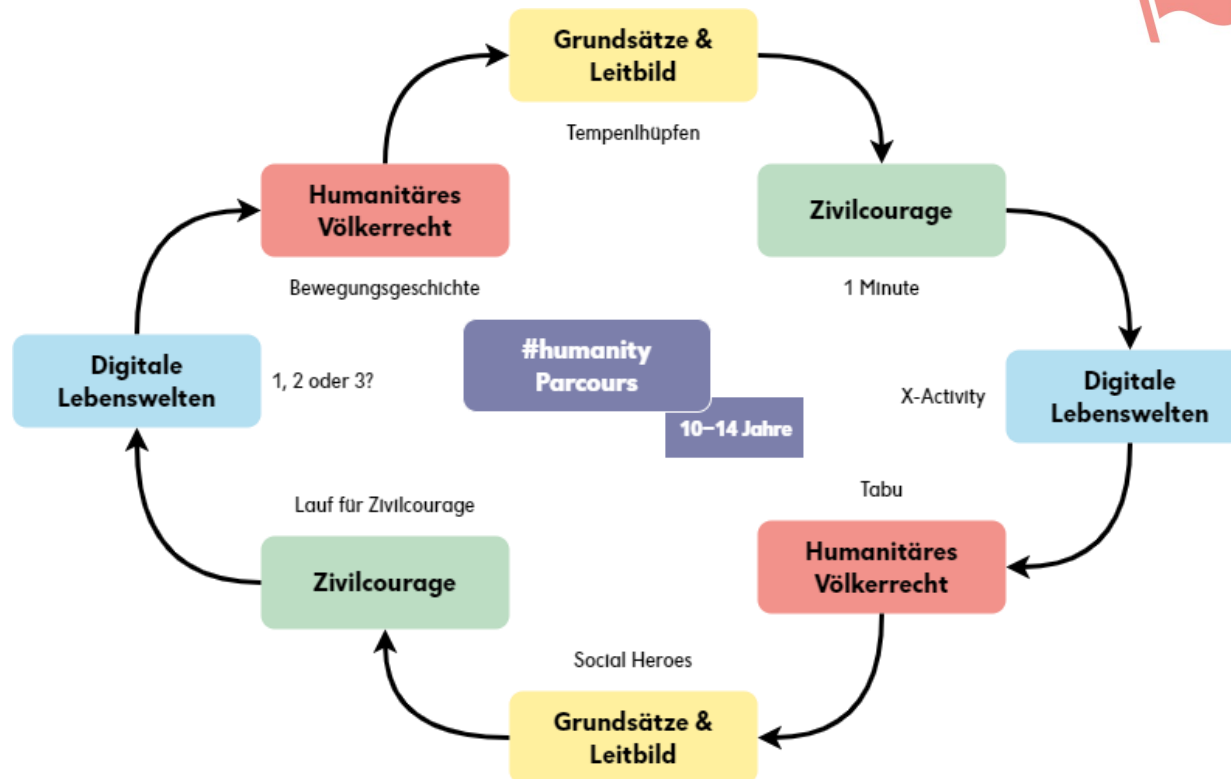 Grundsätze &
Leitbild
Tempenlhüpfen
Humanitäres
Völkerrecht
Zivilcourage
Bewegungsgeschichte
1 Minute
#humanity
Parcours
10–14 Jahre
Digitale
Lebenswelten
1, 2 oder 3?
X-Activity
Digitale
Lebenswelten
Tabu
Lauf für Zivilcourage
Humanitäres
Völkerrecht
Zivilcourage
Social Heroes
Grundsätze &
Leitbild